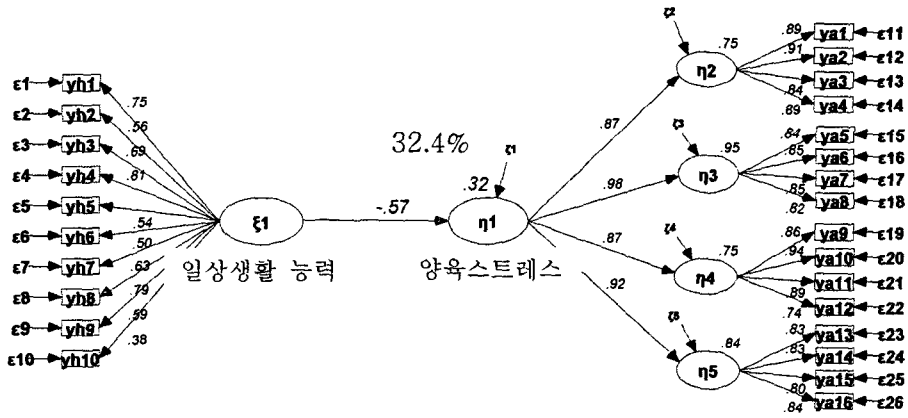 ε1 yh1
ε2 yh2
ε3 yh3
ε4 yh4
ε5 yh5
ε6 yh6
ε7 yh7
ε8 yh8
ε9 yh9
ε10 yh10
.75
.56
.69
.81
.54
.50
.63
.79
.59
.38
ξ1
일상생활 능력
-.57
32.4%
ζ1
.32
η1
양육스트레스
.87
.98
.87
.92
ζ2
.75
η2
ζ3
.95
η3
ζ4
.75
η4
ζ5
.84
η5
.89 ya1 ε11
.91 ya2 ε12
.84 ya3 ε13
.69 ya4 ε14
.84 ya5 ε15
.85 ya6 ε16
.85 ya7 ε17
.82 ya8 ε18
.86 ya9 ε19
.94 ya10 ε20
.89 ya11 ε21
.74 ya12 ε22
.83 ya13 ε23
.83 ya14 ε24
.80 ya15 ε25
.84 ya16 ε26